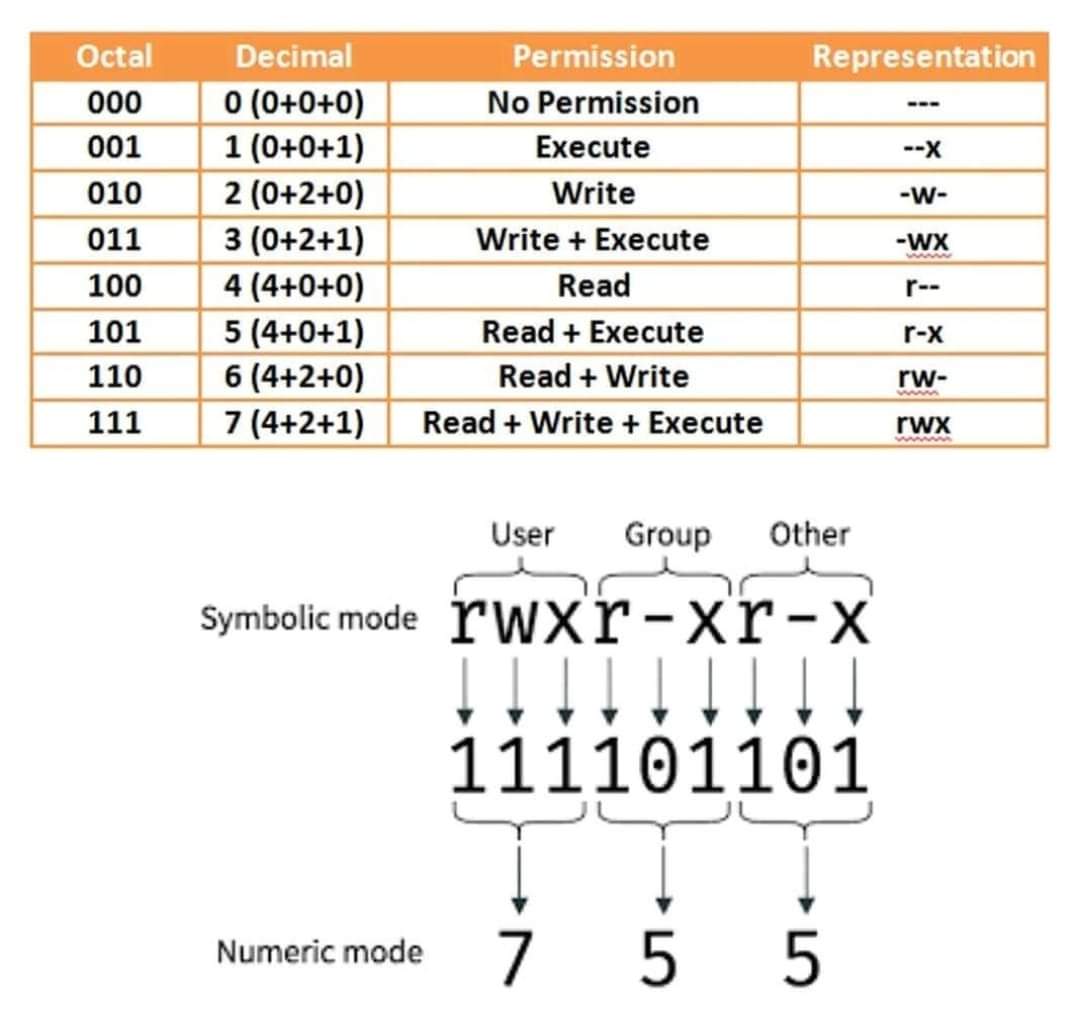 Octal Decimal Permission Representation
000 0 (0+0+0) No Permission ---
001 1 (0+0+1) Execute --x
010 2 (0+2+0) Write -w-
011 3 (0+2+1) Write + Execute -wx
100 4 (4+0+0) Read r--
101 5 (4+0+1) Read + Execute r-x
110 6 (4+2+0) Read + Write rw-
111 7 (4+2+1) Read + Write + Execute rwx
User Group Other
Symbolic mode rwxr-xr-x
111101101
Numeric mode 7 5 5